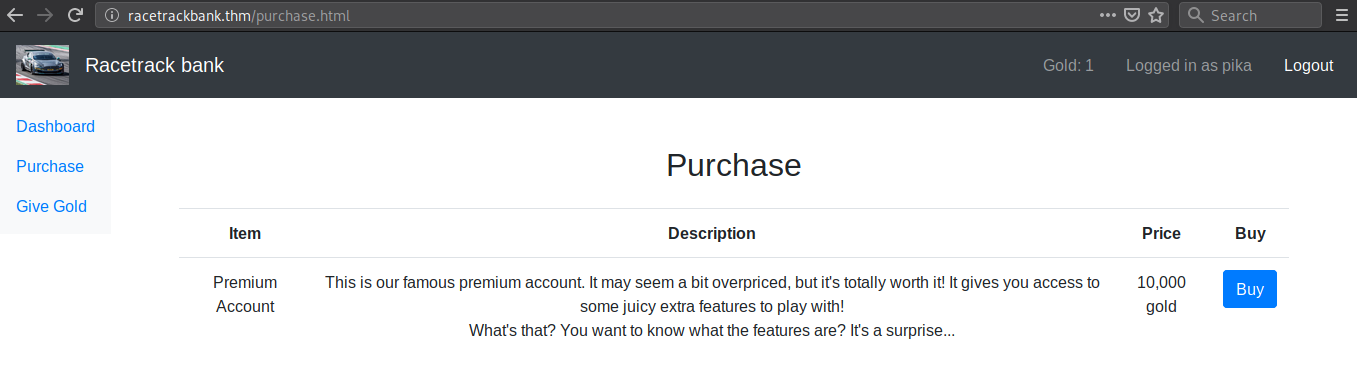 racetrackbank.thm/purchase.html
Search
Racetrack bank
Gold: 1
Logged in as pika
Logout
Dashboard
Purchase
Give Gold
Purchase
Item Description Price Buy
Premium Account
This is our famous premium account. It may seem a bit overpriced, but it's totally worth it! It gives you access to
some juicy extra features to play with!
What's that? You want to know what the features are? It's a surprise...
10,000
gold
Buy